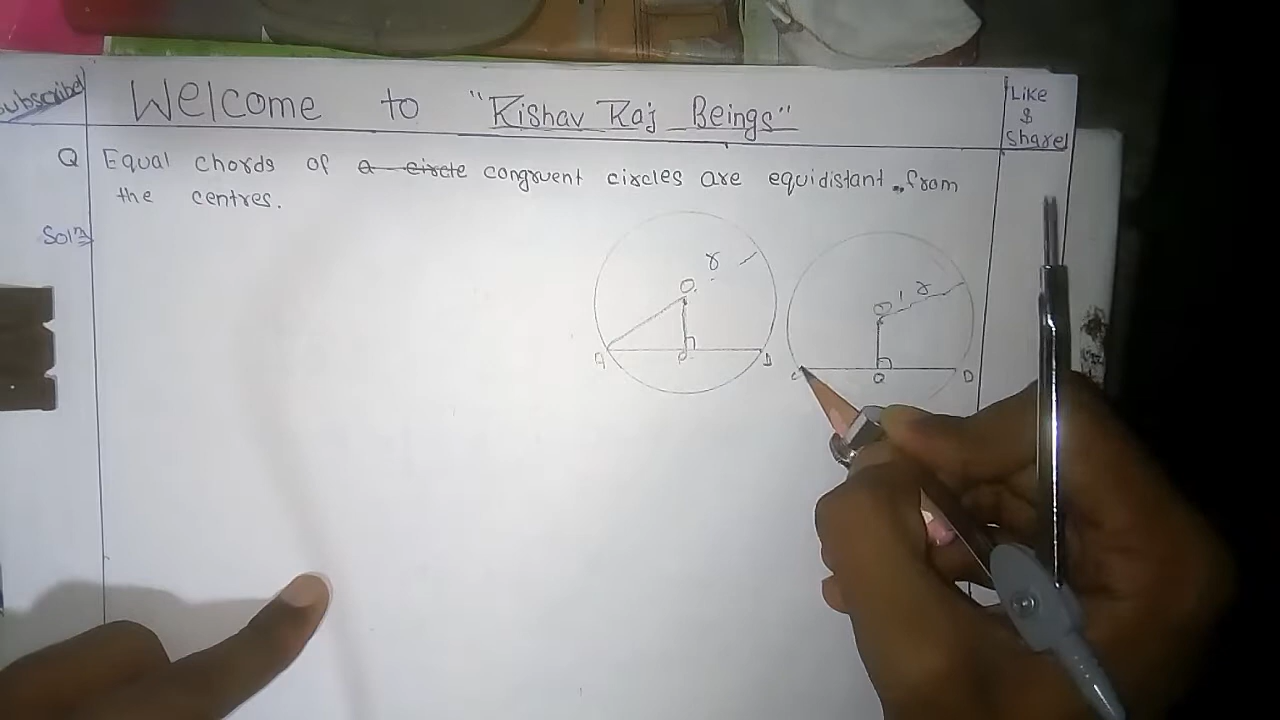 Subscribe!
Welcome to "Rishav Raj Beings"
Like
&
Share!
Q Equal chords of a circle congruent circles are equidistant from
the centres.
Sol^n
r
O
A
P
B
r
O'
C
Q
D